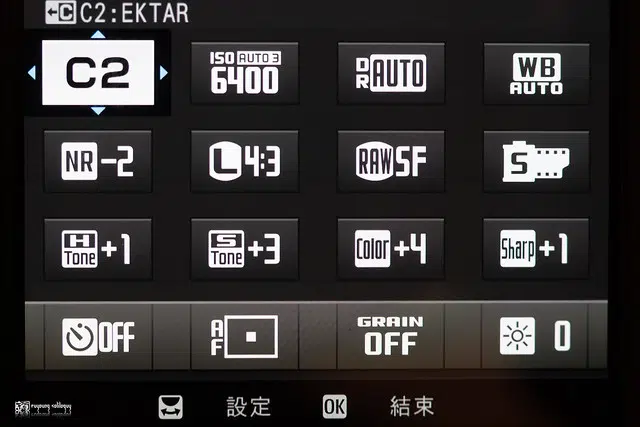 C C2:EKTAR
C2
ISO AUTO 3 6400
DR AUTO
WB AUTO
NR -2
L 4:3
RAW SF
S
H Tone +1
S Tone +3
Color +4
Sharp +1
OFF
AF
GRAIN OFF
0
設定 OK 結束